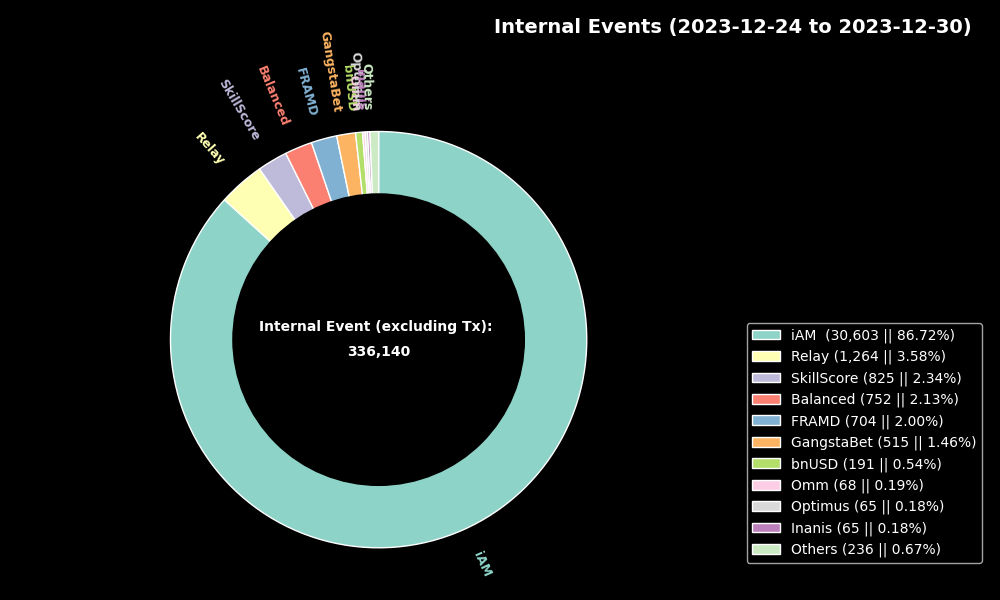 Internal Events (2023-12-24 to 2023-12-30)
Relay
SkillScore
Balanced
FRAMD
GangstaBet
bnUSD
Others
Internal Event (excluding Tx):
336,140
iAM
iAM  (30,603 || 86.72%)
Relay (1,264 || 3.58%)
SkillScore (825 || 2.34%)
Balanced (752 || 2.13%)
FRAMD (704 || 2.00%)
GangstaBet (515 || 1.46%)
bnUSD (191 || 0.54%)
Omm (68 || 0.19%)
Optimus (65 || 0.18%)
Inanis (65 || 0.18%)
Others (236 || 0.67%)